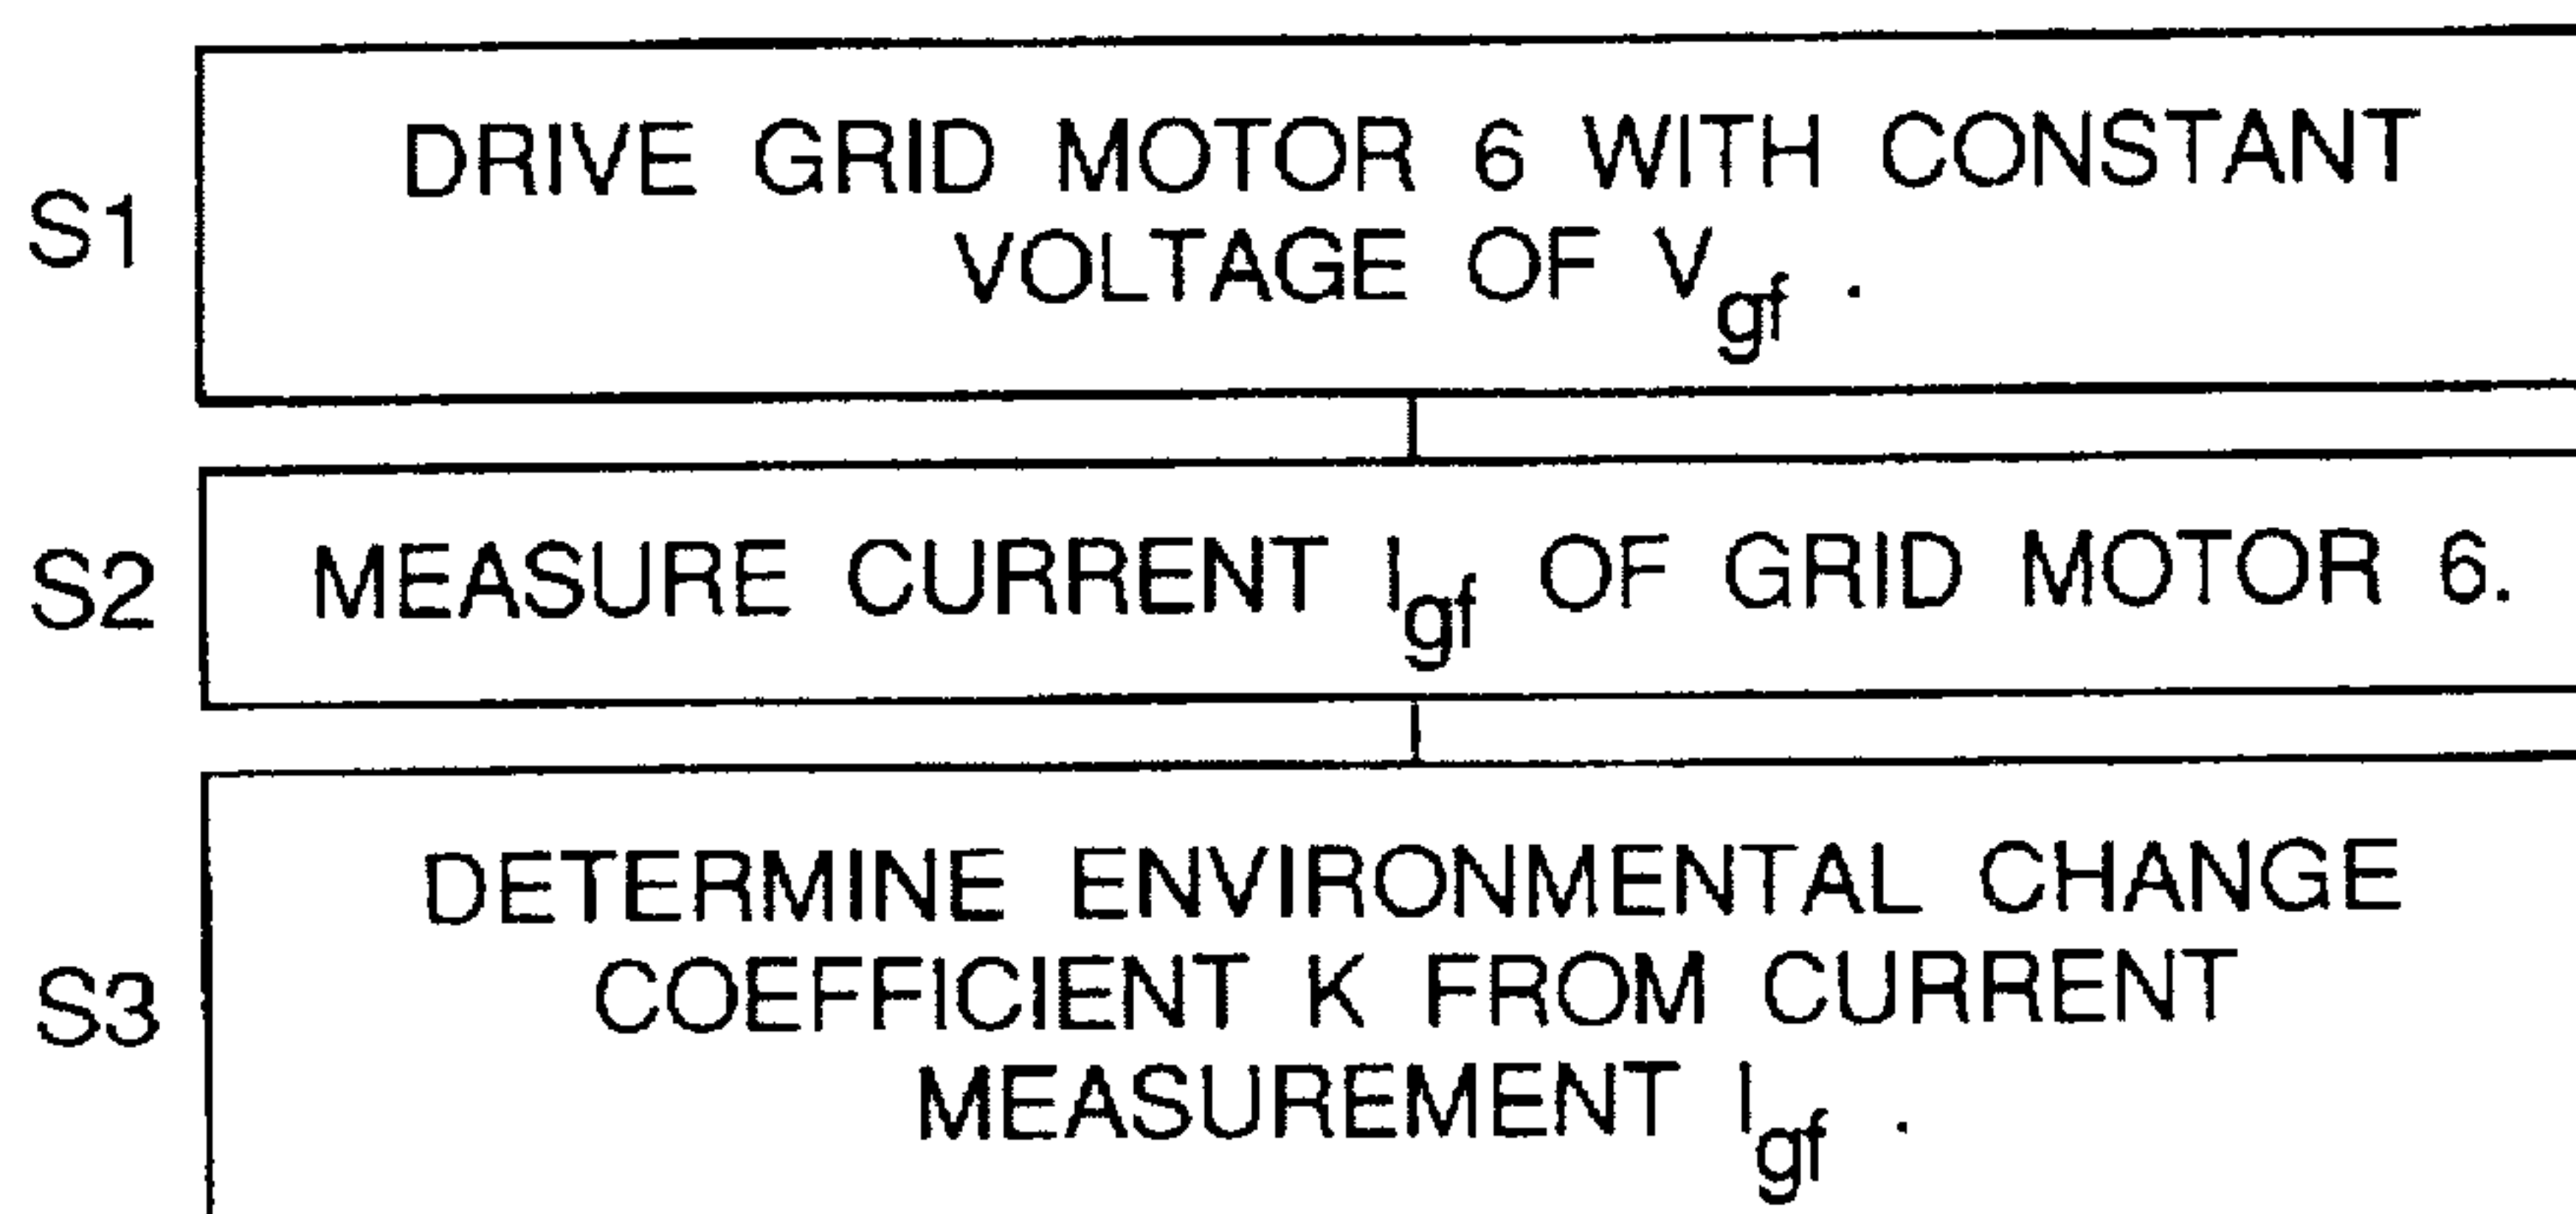 S1
DRIVE GRID MOTOR 6 WITH CONSTANT
VOLTAGE OF Vgf .
S2
MEASURE CURRENT Igf OF GRID MOTOR 6.
S3
DETERMINE ENVIRONMENTAL CHANGE
COEFFICIENT K FROM CURRENT
MEASUREMENT Igf .